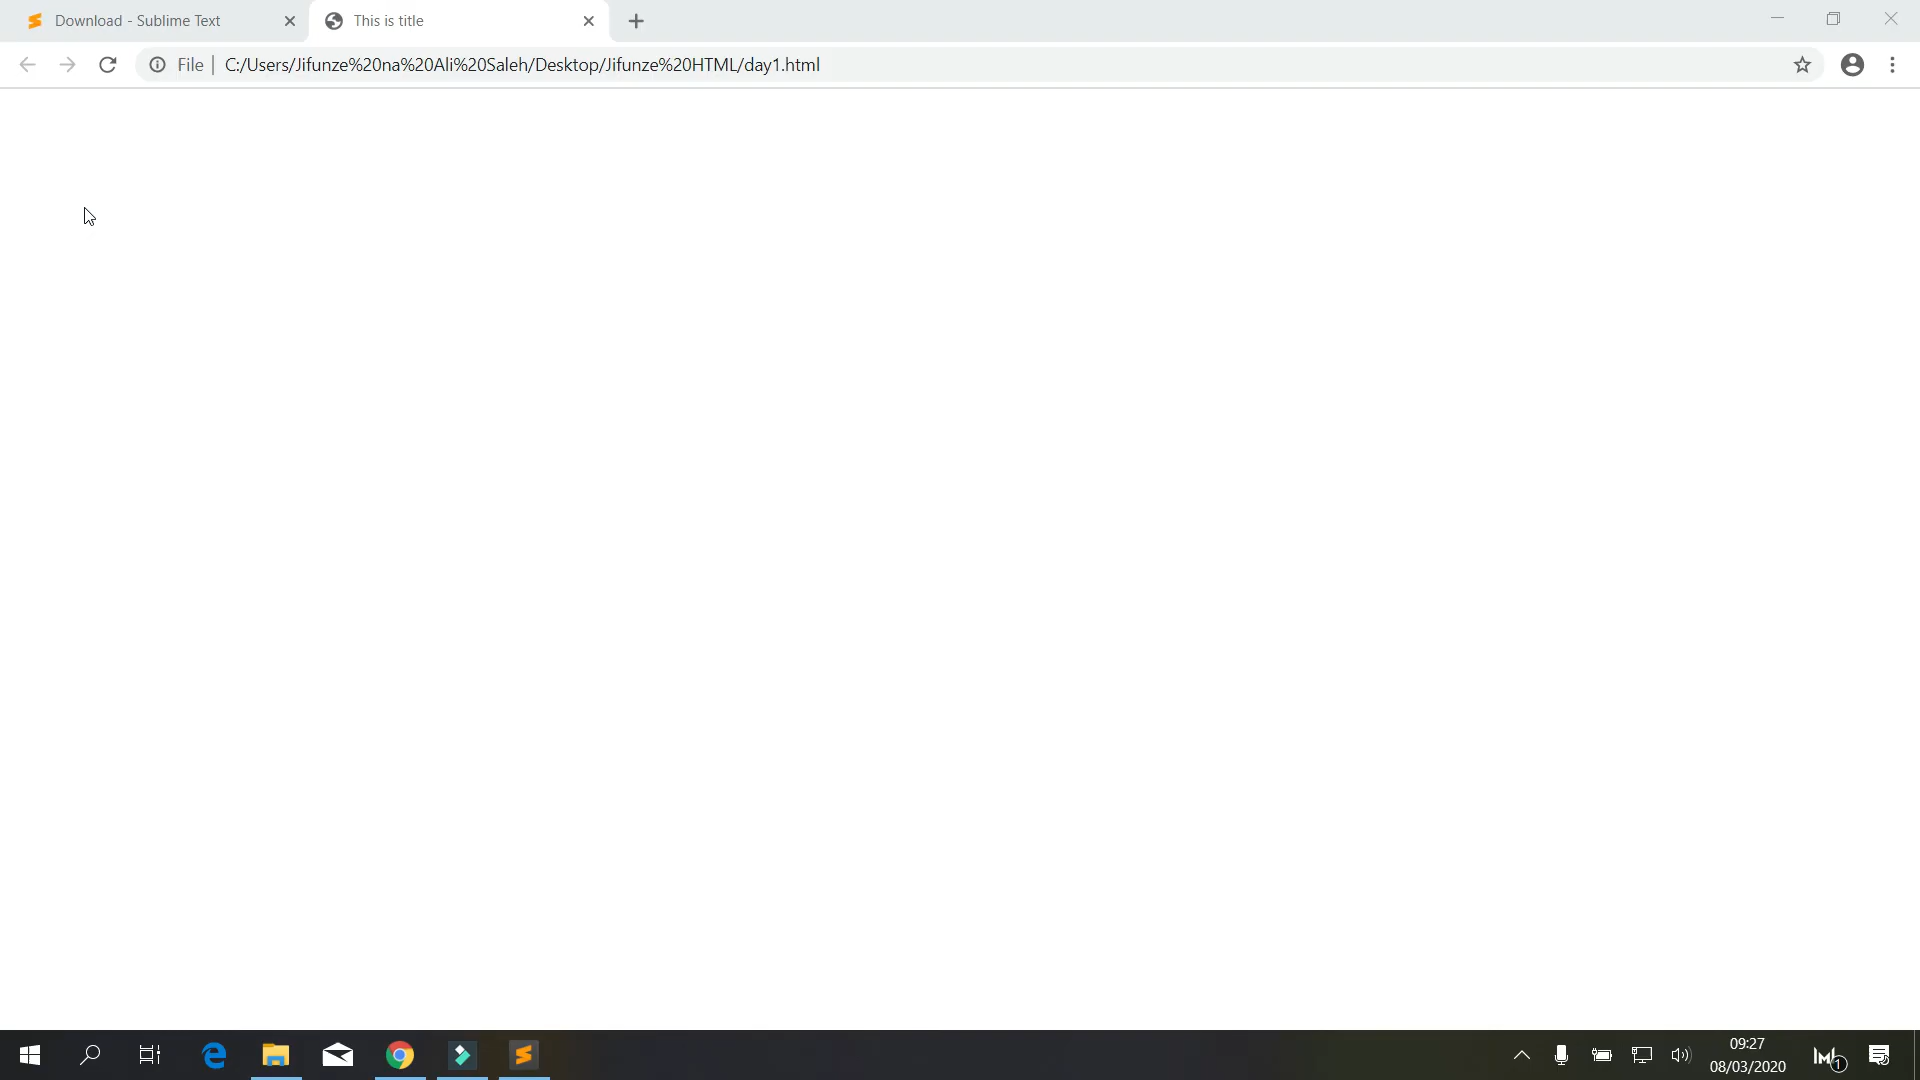 Download - Sublime Text
This is title
File
C:/Users/Jifunze%20na%20Ali%20Saleh/Desktop/Jifunze%20HTML/day1.html
09:27
08/03/2020
1